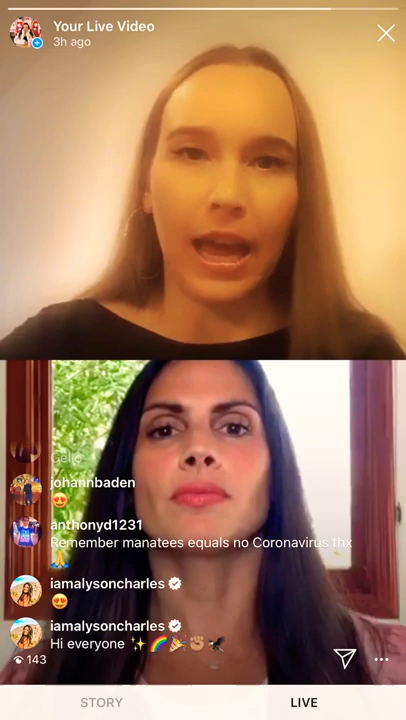 Your Live Video
3h ago
johannbaden
😍
anthonyd1231
Remember manatees equals no Coronavirus thx
🙏
iamalysoncharles
😍
iamalysoncharles
Hi everyone ✨🌈🎉✊🏽🦅
143
STORY
LIVE